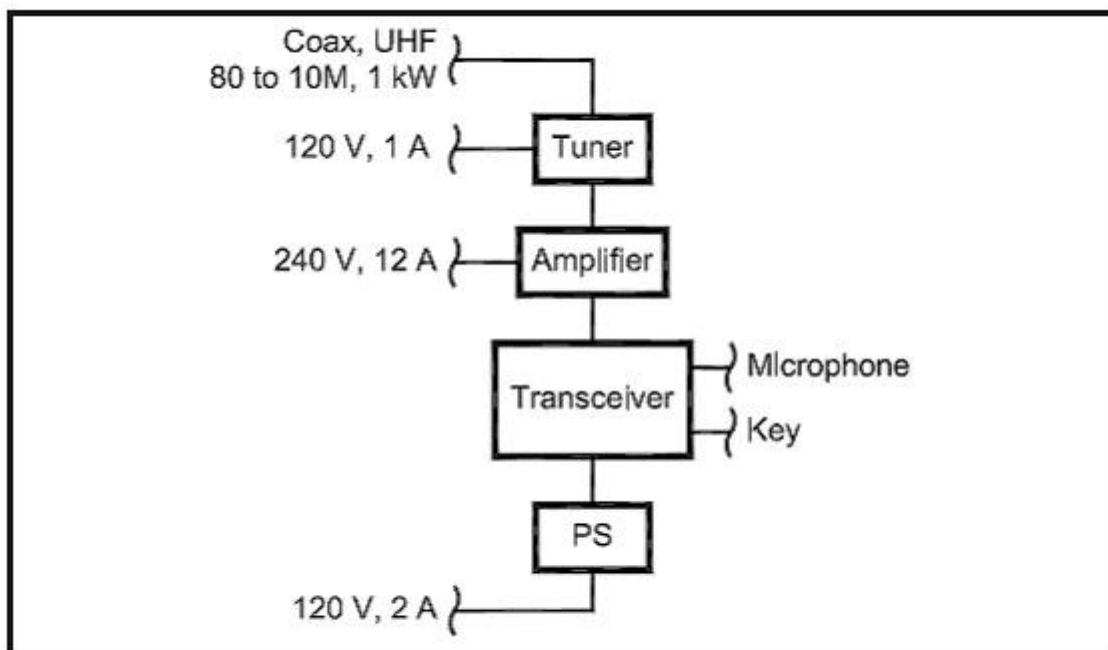 Coax, UHF
80 to 10M, 1 kW
120 V, 1 A
Tuner
240 V, 12 A
Amplifier
Transceiver
Microphone
Key
PS
120 V, 2 A